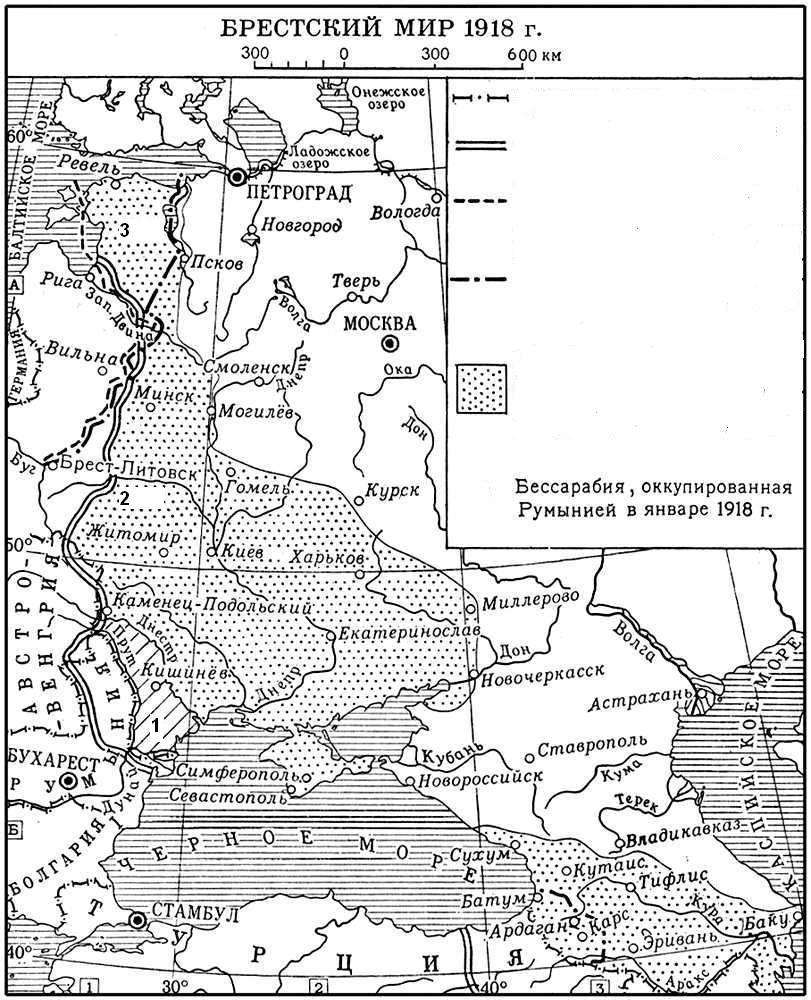 БРЕСТСКИЙ МИР 1918 г.
300 0 300 600 км
Онежское
озеро
60°
БАЛТИЙСКОЕ МОРЕ
Ладожское
озеро
Ревель
ПЕТРОГРАД
Вологда
Новгород
3
Псков
А
Рига
Зап. Двина
Тверь
Волга
МОСКВА
ГЕРМАНИЯ
Вильна
Смоленск
Днепр
Ока
Минск
Могилёв
Дон
Буг
Брест-Литовск
Гомель
Курск
Бессарабия, оккупированная
Румынией в январе 1918 г.
2
50°
Житомир
Киев
Харьков
АВСТРО-
ВЕНГРИЯ
Каменец-Подольский
Миллерово
Прут
Днестр
Екатеринослав
Дон
Волга
Кишинёв
Днепр
Новочеркасск
Астрахань
1
БУХАРЕСТ
РУМЫНИЯ
Дунай
Симферополь
Севастополь
Кубань
Новороссийск
Ставрополь
Кума
Терек
КАСПИЙСКОЕ МОРЕ
Б
БОЛГАРИЯ
ЧЕРНОЕ МОРЕ
Владикавказ
Сухум
Кутаис
Тифлис
Батум
Кура
Баку
СТАМБУЛ
Ардаган
Карс
Эривань
Аракс
ТУРЦИЯ
40°
1 30° 2 40° 3